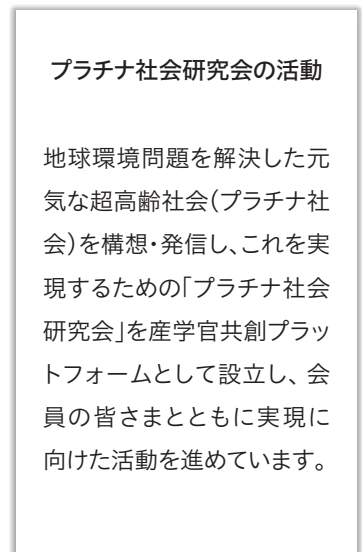 プラチナ社会研究会の活動
地球環境問題を解決した元
気な超高齢社会(プラチナ社
会)を構想・発信し、これを実
現するための「プラチナ社会
研究会」を産学官共創プラッ
トフォームとして設立し、会
員の皆さまとともに実現に
向けた活動を進めています。